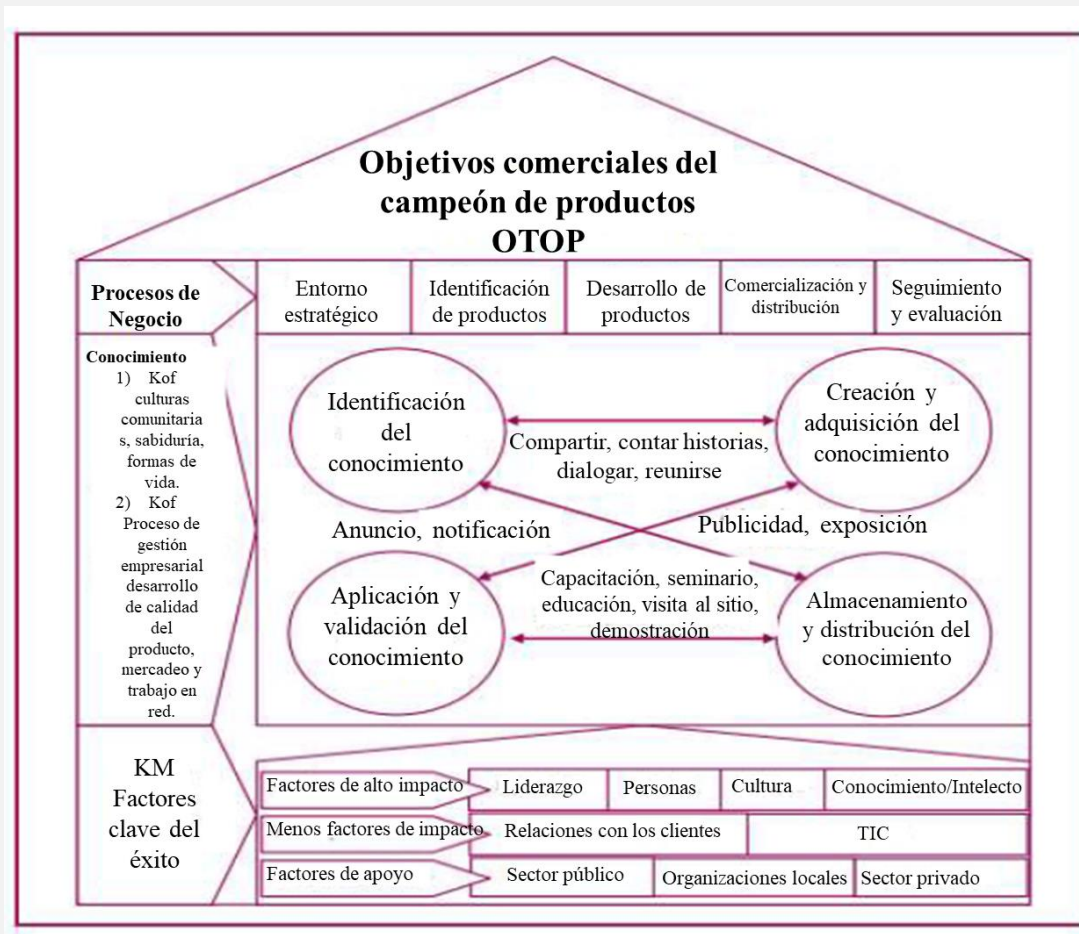 Objetivos comerciales del
campeón de productos
OTOP
Procesos de
Negocio
Entorno
estratégico
Identificación
de productos
Desarrollo de
productos
Comercialización y
distribución
Seguimiento
y evaluación
Conocimiento
1) Kof
culturas
comunitaria
s, sabiduría,
formas de
vida.
2) Kof
Proceso de
gestión
empresarial
desarrollo
de calidad
del
producto,
mercadeo y
trabajo en
red.
Identificación
del
conocimiento
Compartir, contar historias,
dialogar, reunirse
Creación y
adquisición del
conocimiento
Anuncio, notificación
Publicidad, exposición
Aplicación y
validación del
conocimiento
Capacitación, seminario,
educación, visita al sitio,
demostración
Almacenamiento
y distribución del
conocimiento
KM
Factores
clave del
éxito
Factores de alto impacto
Liderazgo
Personas
Cultura
Conocimiento/Intelecto
Menos factores de impacto
Relaciones con los clientes
TIC
Factores de apoyo
Sector público
Organizaciones locales
Sector privado